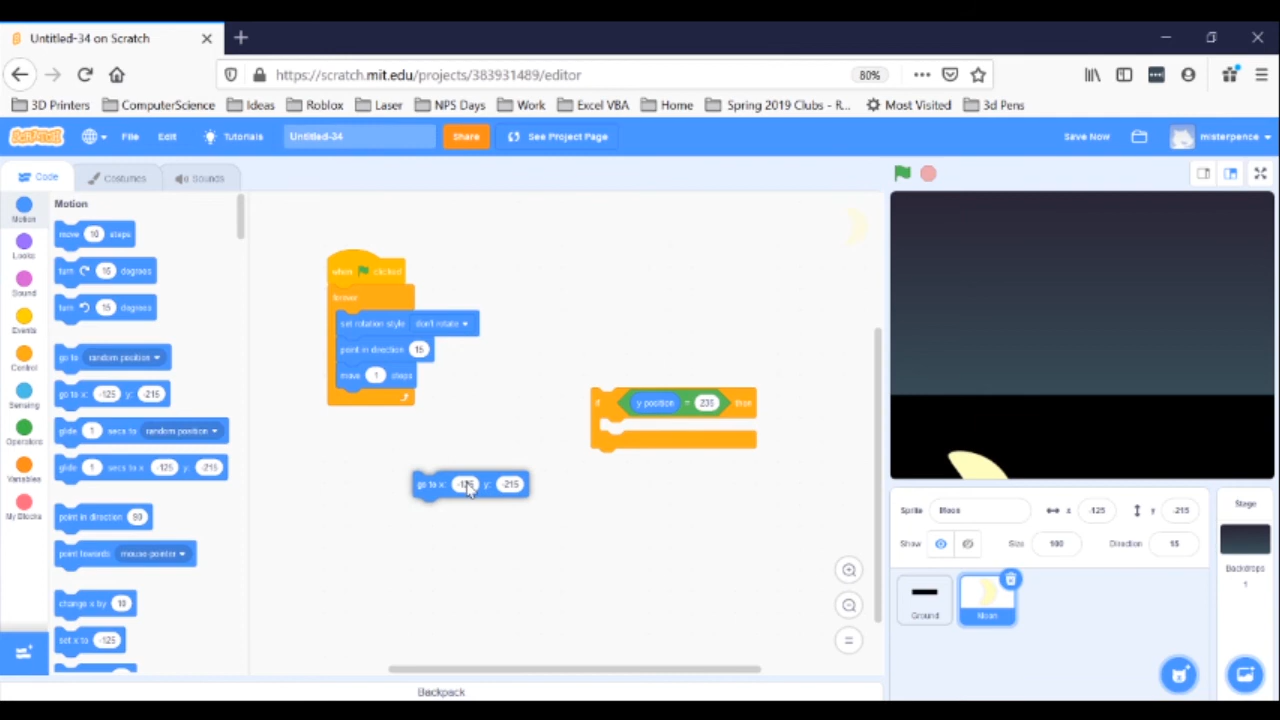 Untitled-34 on Scratch
https://scratch.mit.edu/projects/383931489/editor
80%
3D Printers ComputerScience Ideas Roblox Laser NPS Days Work Excel VBA Home Spring 2019 Clubs - R... Most Visited 3d Pens
SCRATCH File Edit Tutorials Untitled-34 Share See Project Page Save Now misterpence
Code Costumes Sounds
Motion
Looks
Sound
Events
Control
Sensing
Operators
Variables
My Blocks
Motion
move 10 steps
turn 15 degrees
turn 15 degrees
go to random position
go to x: -125 y: -215
glide 1 secs to random position
glide 1 secs to x: -125 y: -215
point in direction 90
point towards mouse-pointer
change x by 10
set x to -125
when clicked
forever
set rotation style don't rotate
point in direction 15
move 1 steps
if y position = 235 then
go to x: -125 y: -215
Sprite Moon x -125 y -215
Show Size 100 Direction 15
Ground
Moon
Stage
Backdrops
1
Backpack